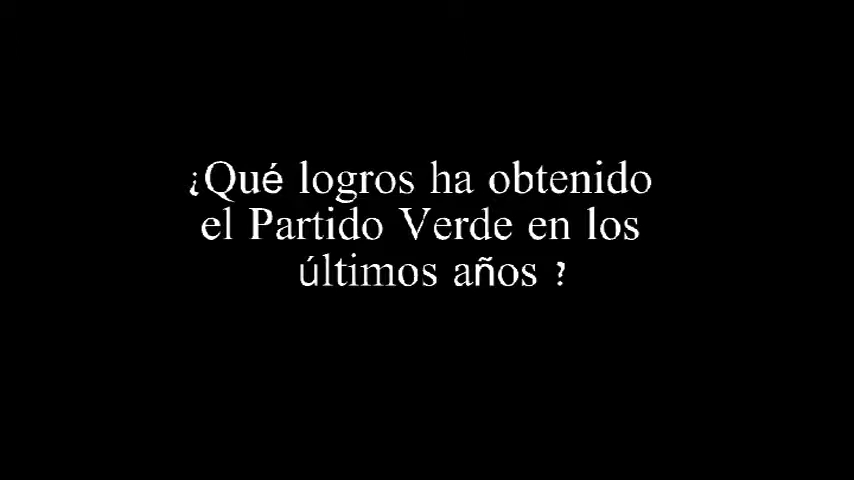 ¿Qué logros ha obtenido
el Partido Verde en los
últimos años ?